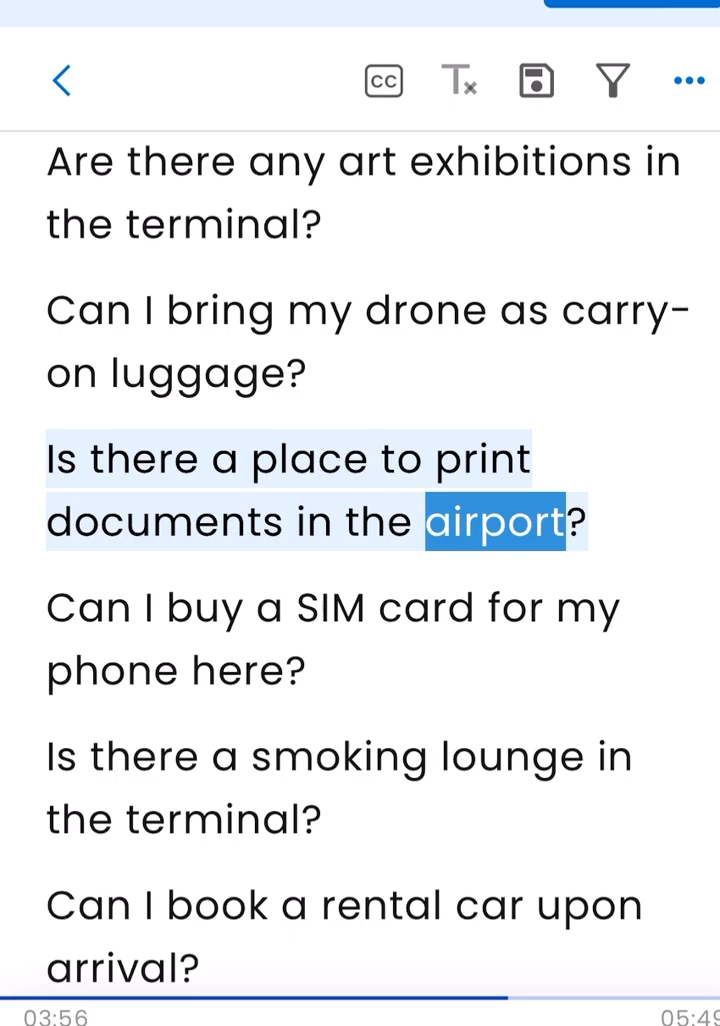 CC
Are there any art exhibitions in
the terminal?
Can I bring my drone as carry-
on luggage?
Is there a place to print
documents in the airport?
Can I buy a SIM card for my
phone here?
Is there a smoking lounge in
the terminal?
Can I book a rental car upon
arrival?
03:56
05:49